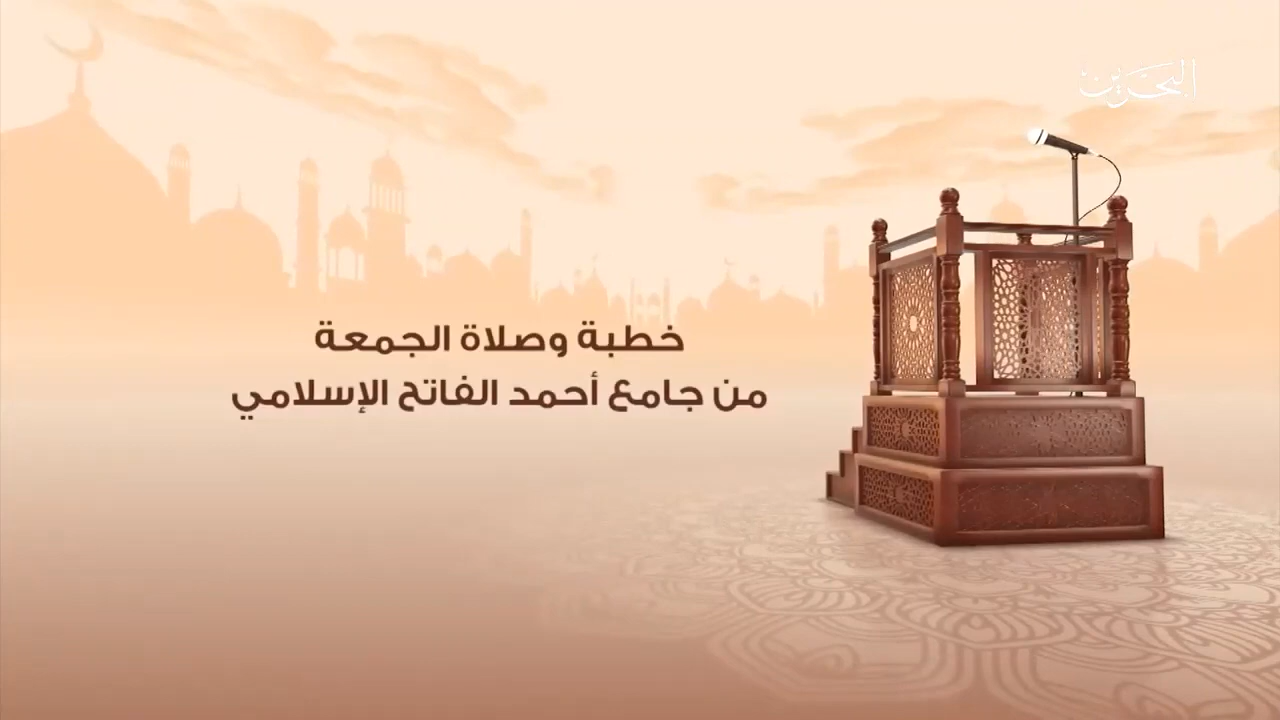 البحرين
خطبة وصلاة الجمعة
من جامع أحمد الفاتح الإسلامي